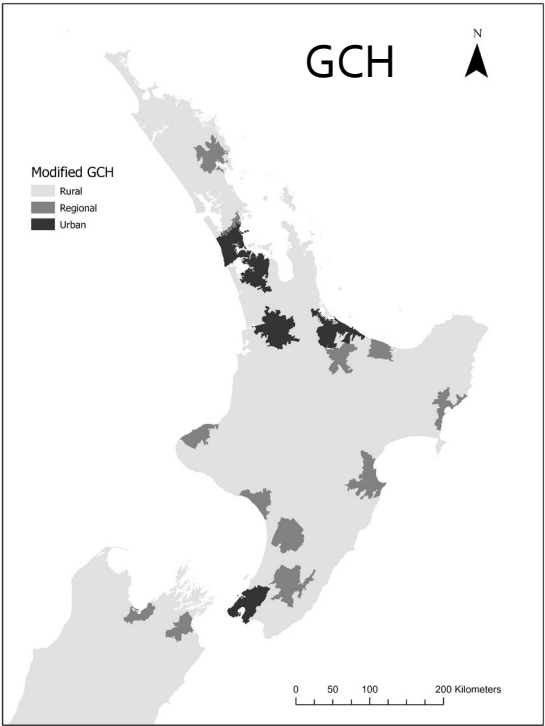 GCH
N
Modified GCH
Rural
Regional
Urban
0 50 100 200 Kilometers